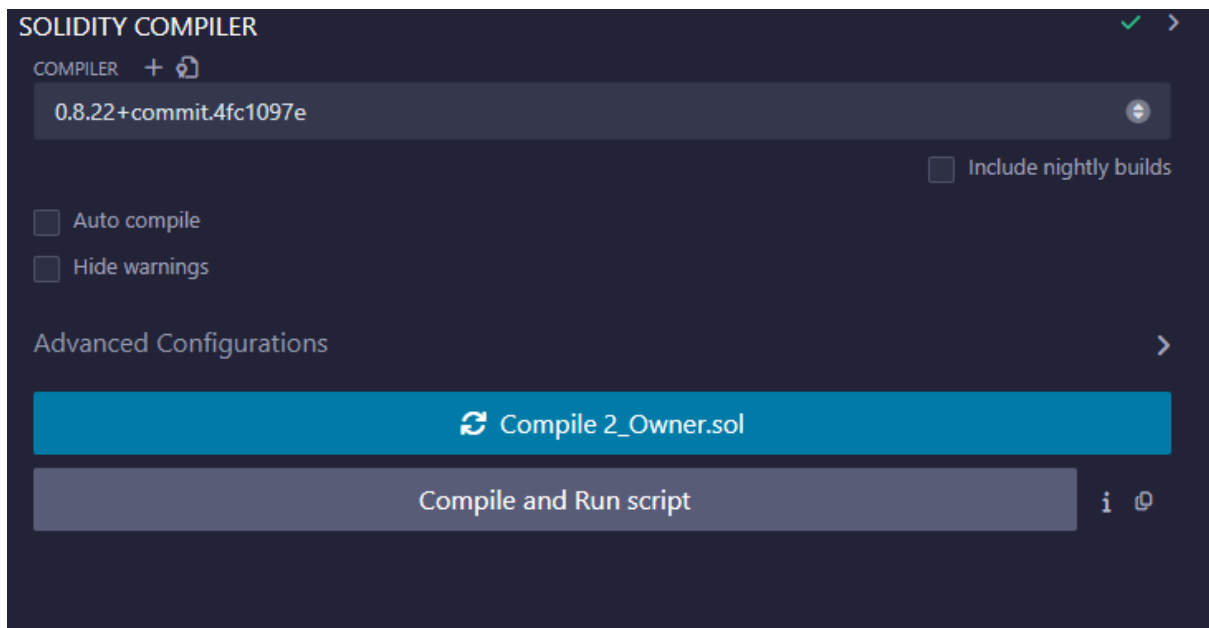 SOLIDITY COMPILER
COMPILER
0.8.22+commit.4fc1097e
Include nightly builds
Auto compile
Hide warnings
Advanced Configurations
Compile 2_Owner.sol
Compile and Run script